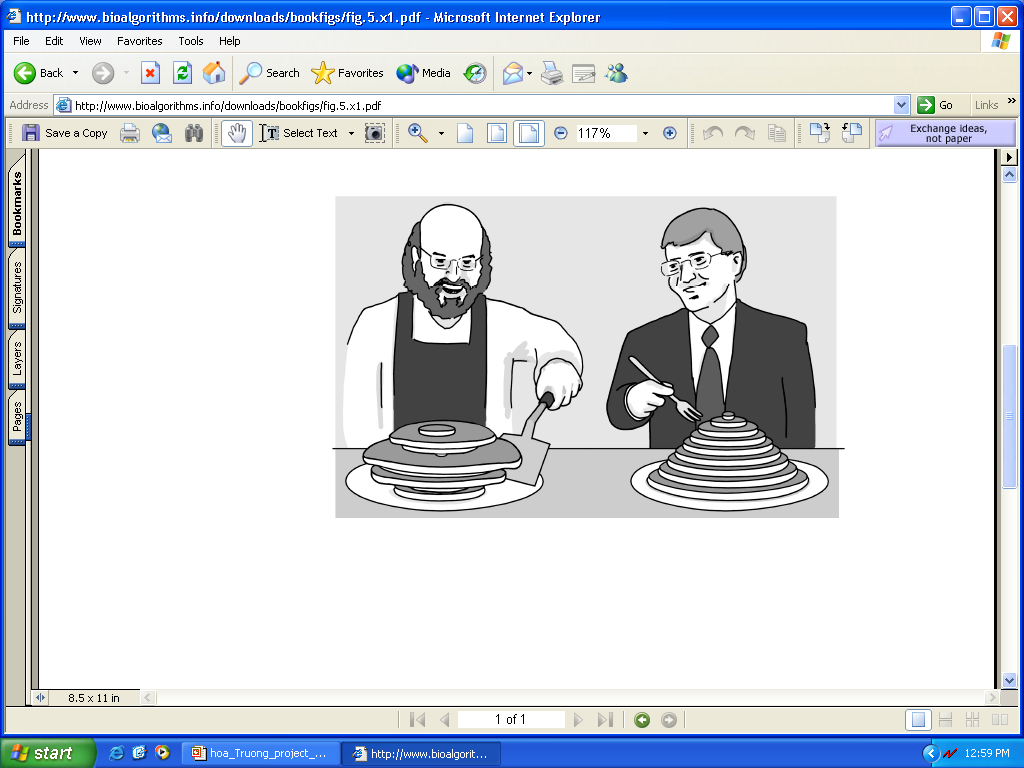 http://www.bioalgorithms.info/downloads/bookfigs/fig.5.x1.pdf - Microsoft Internet Explorer
File Edit View Favorites Tools Help
Back Search Favorites Media
Address http://www.bioalgorithms.info/downloads/bookfigs/fig.5.x1.pdf Go Links »
Save a Copy Select Text 117% Exchange ideas,
not paper
Bookmarks
Signatures
Layers
Pages
8.5 x 11 in
1 of 1
start hoa_Truong_project_... http://www.bioalgorit... 12:59 PM